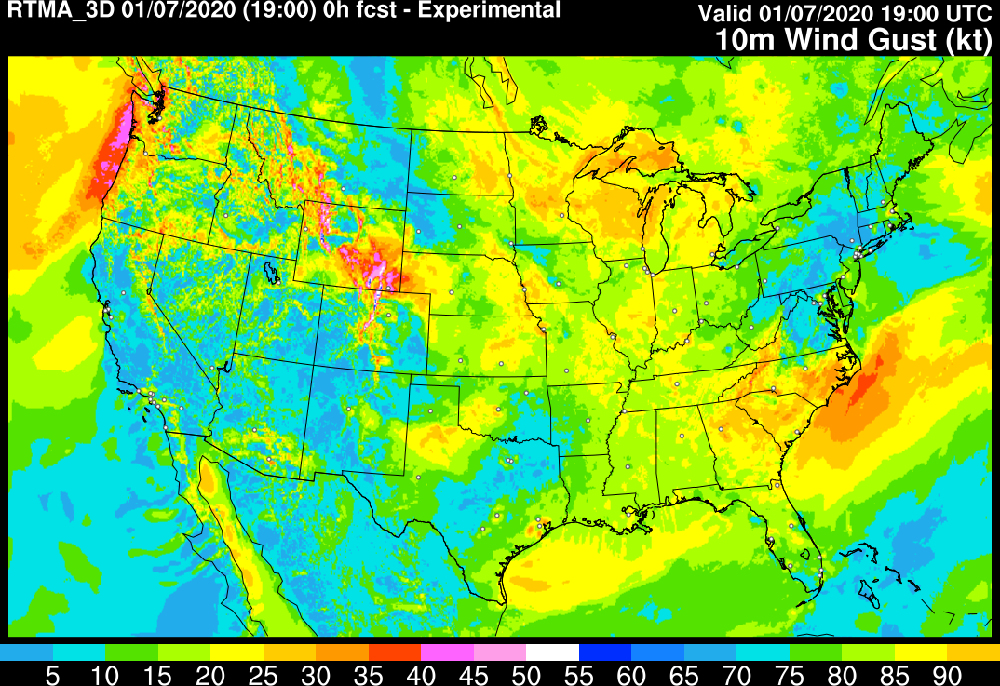 RTMA_3D 01/07/2020 (19:00) 0h fcst - Experimental
Valid 01/07/2020 19:00 UTC
10m Wind Gust (kt)
5 10 15 20 25 30 35 40 45 50 55 60 65 70 75 80 85 90